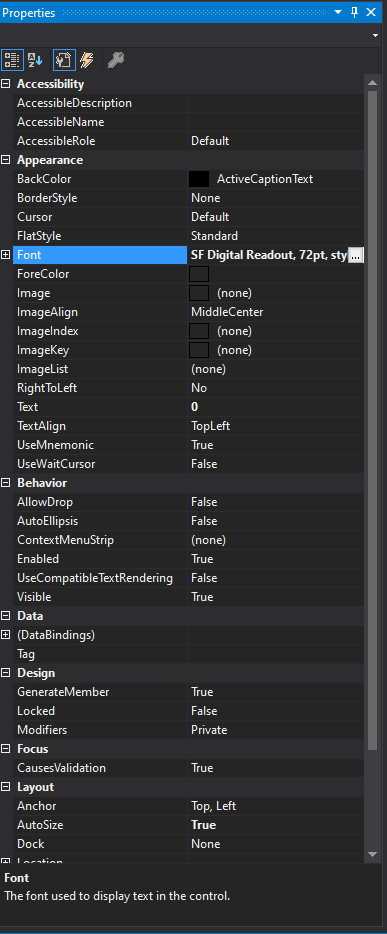 Properties
Accessibility
AccessibleDescription
AccessibleName
AccessibleRole Default
Appearance
BackColor ActiveCaptionText
BorderStyle None
Cursor Default
FlatStyle Standard
Font SF Digital Readout, 72pt, sty ...
ForeColor
Image (none)
ImageAlign MiddleCenter
ImageIndex (none)
ImageKey (none)
ImageList (none)
RightToLeft No
Text 0
TextAlign TopLeft
UseMnemonic True
UseWaitCursor False
Behavior
AllowDrop False
AutoEllipsis False
ContextMenuStrip (none)
Enabled True
UseCompatibleTextRendering False
Visible True
Data
(DataBindings)
Tag
Design
GenerateMember True
Locked False
Modifiers Private
Focus
CausesValidation True
Layout
Anchor Top, Left
AutoSize True
Dock None
Location
Font
The font used to display text in the control.